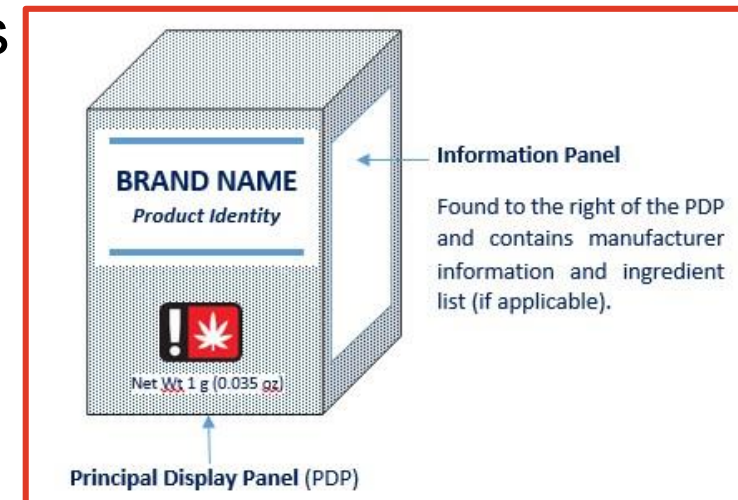 s
BRAND NAME
Product Identity
!
Net Wt 1 g (0.035 oz)
Information Panel
Found to the right of the PDP
and contains manufacturer
information and ingredient
list (if applicable).
Principal Display Panel (PDP)